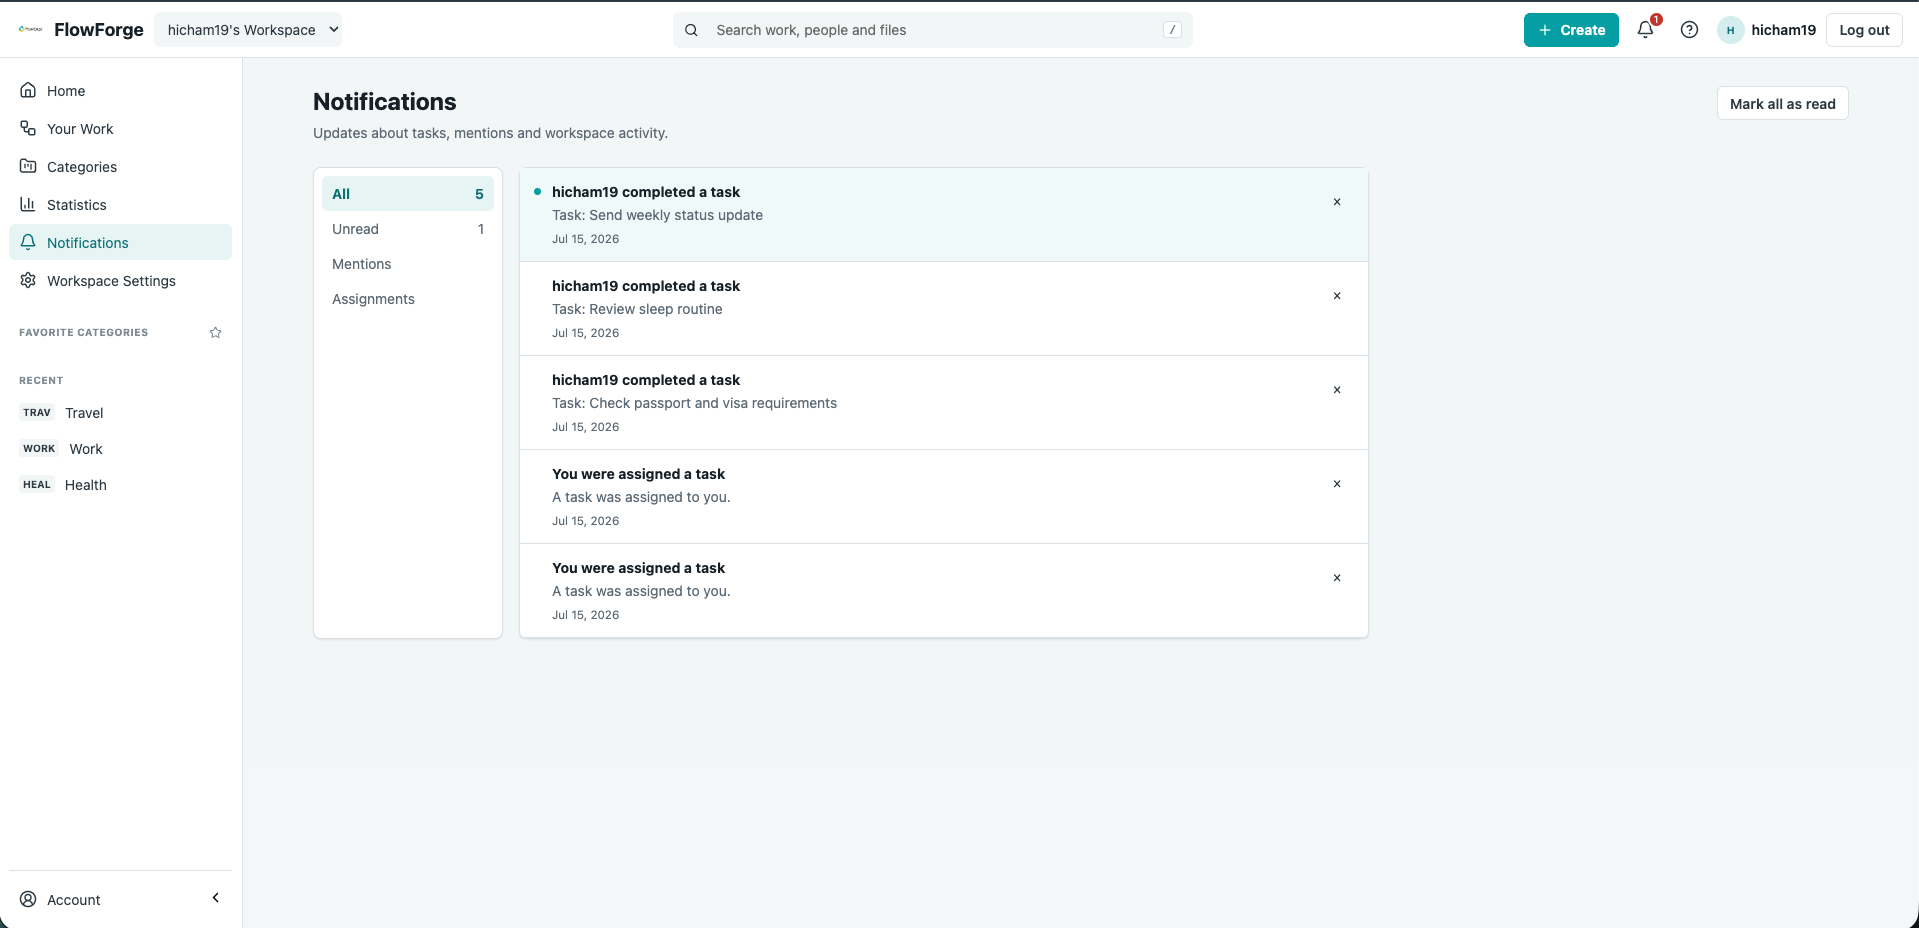 FlowForge
hicham19's Workspace
Search work, people and files
/
+ Create
1
H
hicham19
Log out
Home
Your Work
Categories
Statistics
Notifications
Workspace Settings
FAVORITE CATEGORIES
RECENT
TRAV Travel
WORK Work
HEAL Health
Account
Notifications
Updates about tasks, mentions and workspace activity.
Mark all as read
All 5
Unread 1
Mentions
Assignments
hicham19 completed a task
Task: Send weekly status update
Jul 15, 2026
×
hicham19 completed a task
Task: Review sleep routine
Jul 15, 2026
×
hicham19 completed a task
Task: Check passport and visa requirements
Jul 15, 2026
×
You were assigned a task
A task was assigned to you.
Jul 15, 2026
×
You were assigned a task
A task was assigned to you.
Jul 15, 2026
×